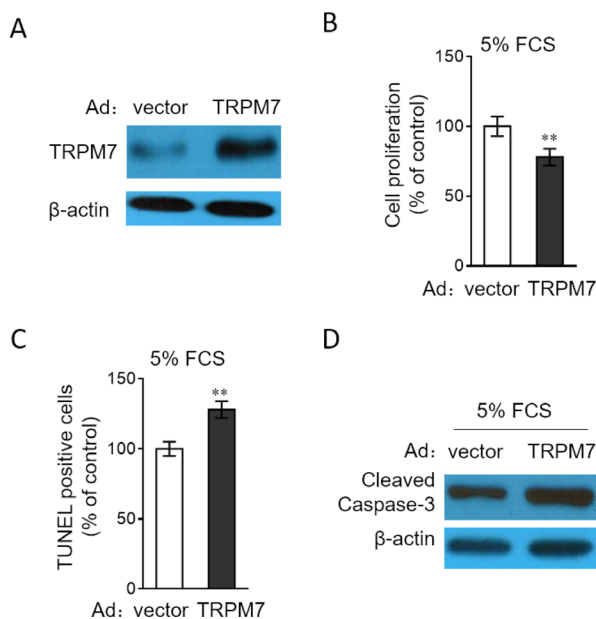 A
Ad: vector TRPM7
TRPM7
β-actin
B
5% FCS
Cell proliferation
(% of control)
150
100
50
0
**
Ad: vector TRPM7
C
5% FCS
TUNEL positive cells
(% of control)
150
100
50
0
**
Ad: vector TRPM7
D
5% FCS
Ad: vector TRPM7
Cleaved
Caspase-3
β-actin